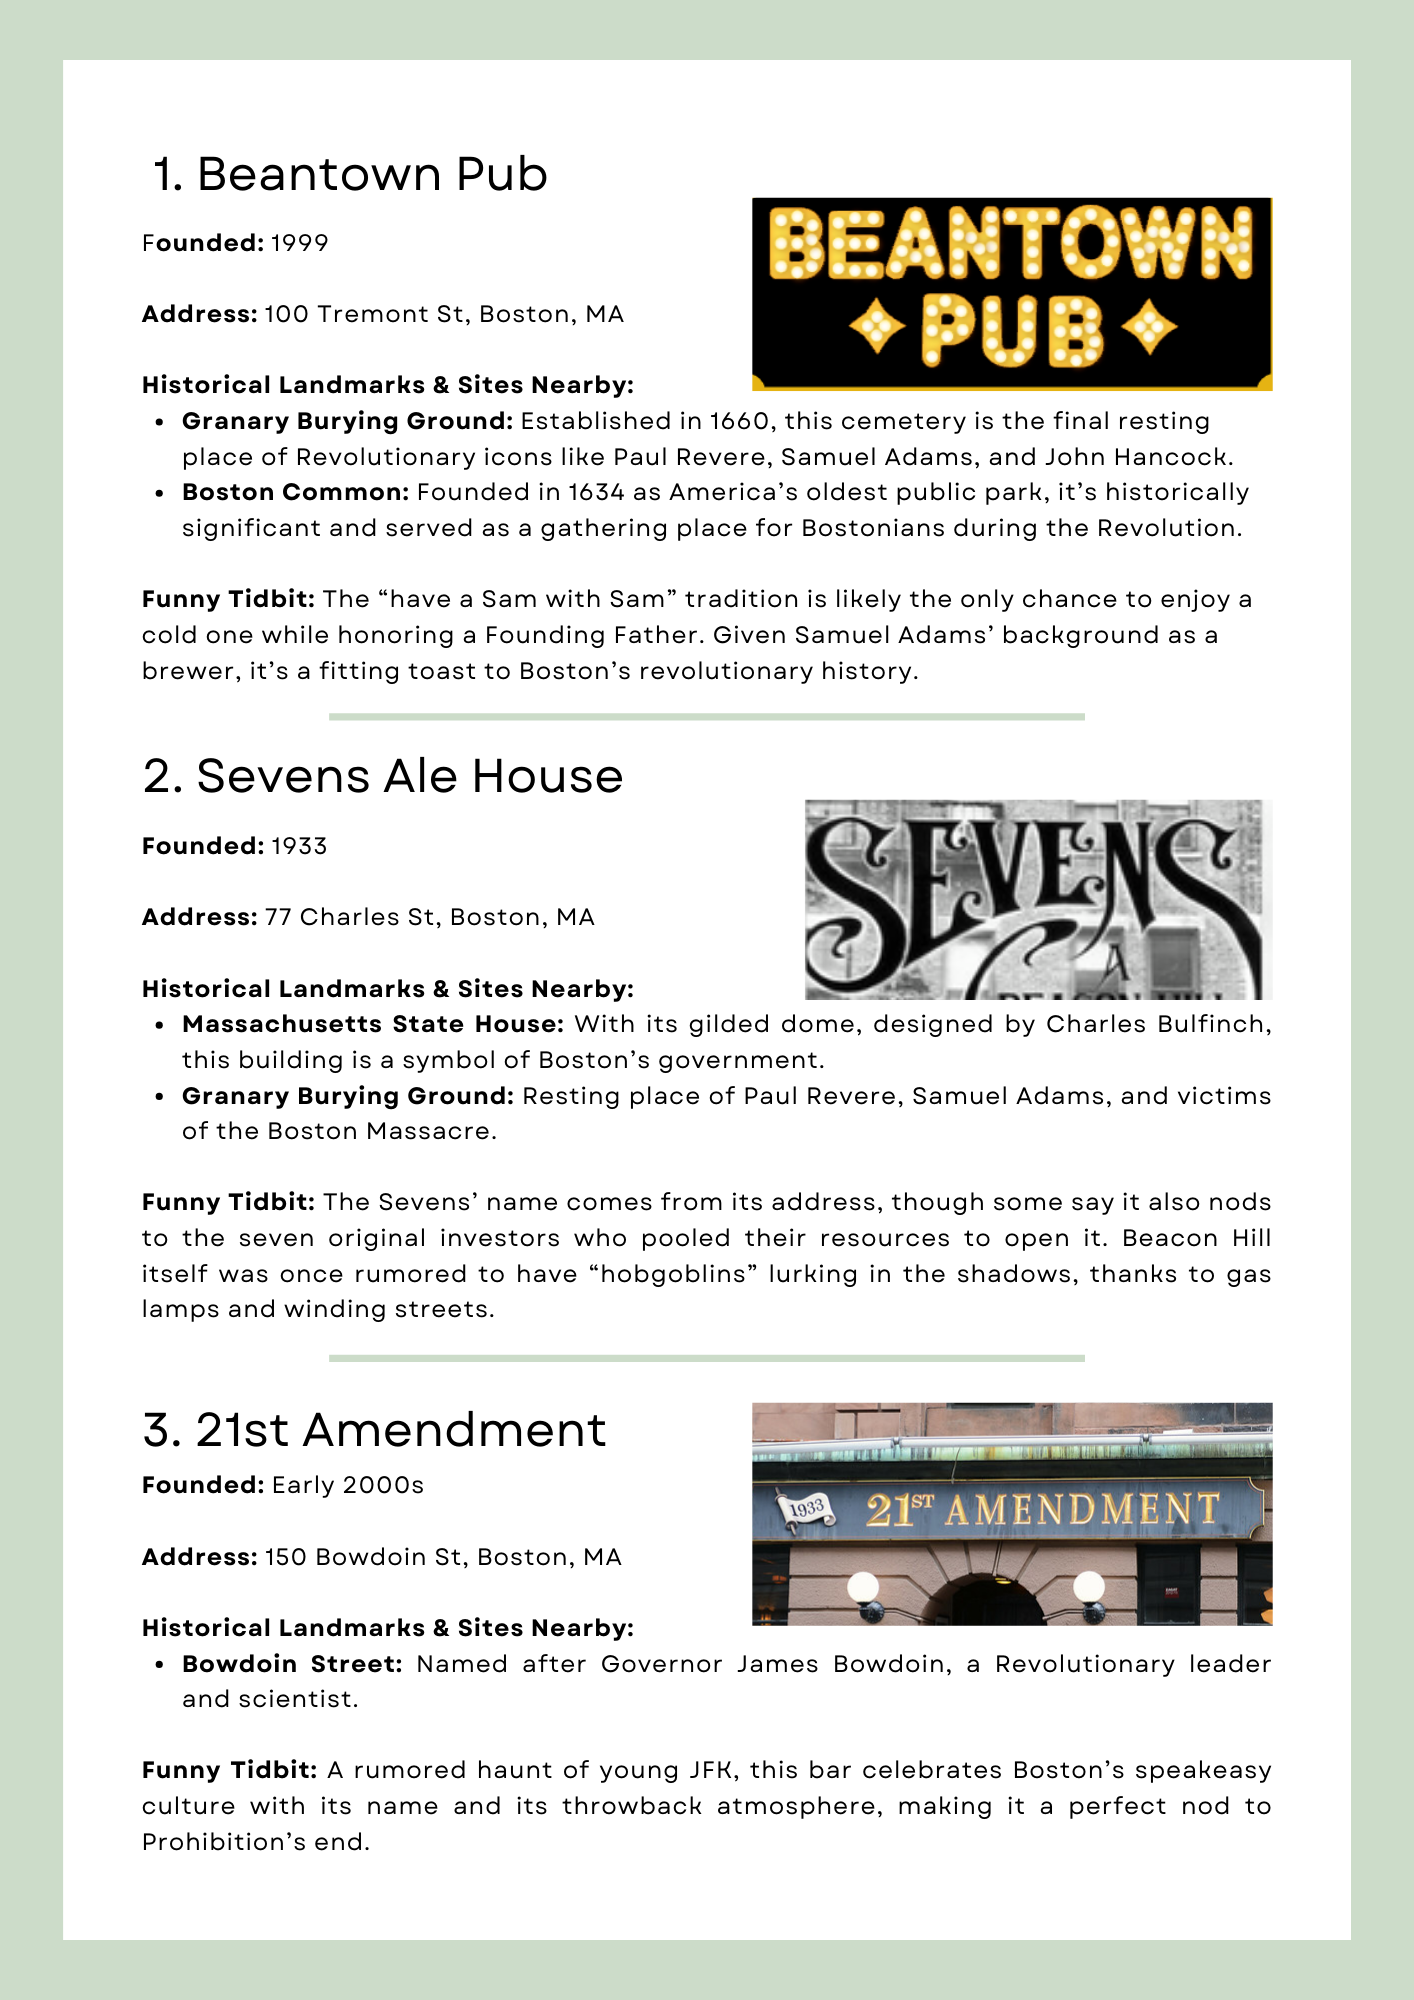 1. Beantown Pub
BEANTOWN
PUB
Founded: 1999
Address: 100 Tremont St, Boston, MA
Historical Landmarks & Sites Nearby:
• Granary Burying Ground: Established in 1660, this cemetery is the final resting
place of Revolutionary icons like Paul Revere, Samuel Adams, and John Hancock.
• Boston Common: Founded in 1634 as America's oldest public park, it's historically
significant and served as a gathering place for Bostonians during the Revolution.
Funny Tidbit: The “have a Sam with Sam” tradition is likely the only chance to enjoy a
cold one while honoring a Founding Father. Given Samuel Adams’ background as a
brewer, it’s a fitting toast to Boston’s revolutionary history.
2. Sevens Ale House
SEVENS
A
BEACON HILL
Founded: 1933
Address: 77 Charles St, Boston, MA
Historical Landmarks & Sites Nearby:
• Massachusetts State House: With its gilded dome, designed by Charles Bulfinch,
this building is a symbol of Boston’s government.
• Granary Burying Ground: Resting place of Paul Revere, Samuel Adams, and victims
of the Boston Massacre.
Funny Tidbit: The Sevens’ name comes from its address, though some say it also nods
to the seven original investors who pooled their resources to open it. Beacon Hill
itself was once rumored to have “hobgoblins” lurking in the shadows, thanks to gas
lamps and winding streets.
3. 21st Amendment
1933 21ST AMENDMENT
Founded: Early 2000s
Address: 150 Bowdoin St, Boston, MA
Historical Landmarks & Sites Nearby:
• Bowdoin Street: Named after Governor James Bowdoin, a Revolutionary leader
and scientist.
Funny Tidbit: A rumored haunt of young JFK, this bar celebrates Boston’s speakeasy
culture with its name and its throwback atmosphere, making it a perfect nod to
Prohibition’s end.